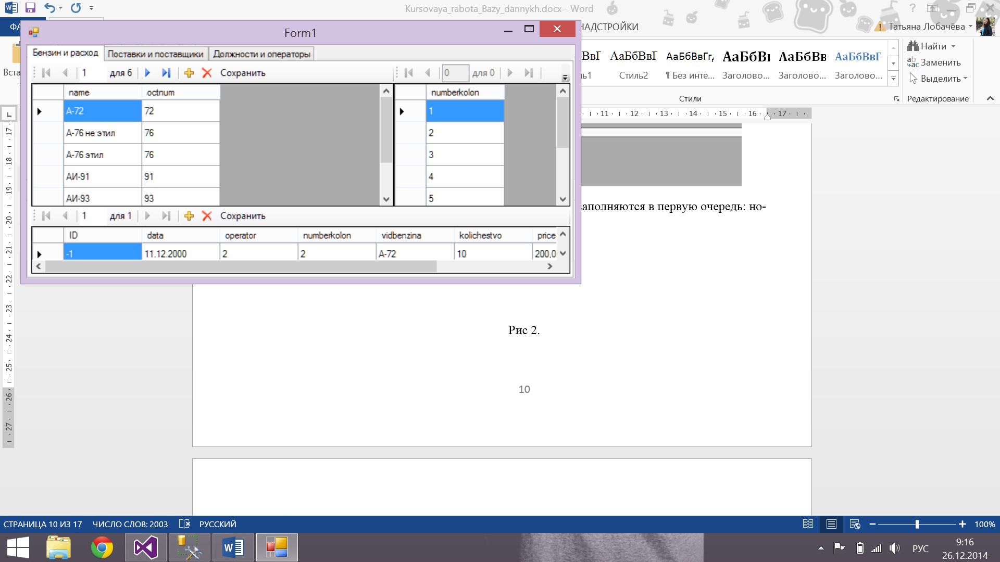 Kursovaya_rabota_Bazy_dannykh.docx - Word
НАДСТРОЙКИ
Татьяна Лобачёва
Form1
Бензин и расход
Поставки и поставщики
Должности и операторы
1 для 6 Сохранить
0 для 0
name octnum
А-72 72
А-76 не этил 76
А-76 этил 76
АИ-91 91
АИ-93 93
numberkolon
1
2
3
4
5
1 для 1 Сохранить
ID data operator numberkolon vidbenzina kolichestvo price
-1 11.12.2000 2 2 А-72 10 200,0
АаБбВвГ АаБбВвГг, АаБбВı АаБбВв АаБбВвГ
Стиль2 ¶ Без инте... Заголово... Заголово... Заголово...
Стили
Найти
Заменить
Выделить
Редактирование
11 12 13 14 15 16 17
17
18
19
20
21
22
23
24
25
26
27
заполняются в первую очередь: но-
Рис 2.
10
СТРАНИЦА 10 ИЗ 17 ЧИСЛО СЛОВ: 2003 РУССКИЙ
100%
РУС
9:16
26.12.2014